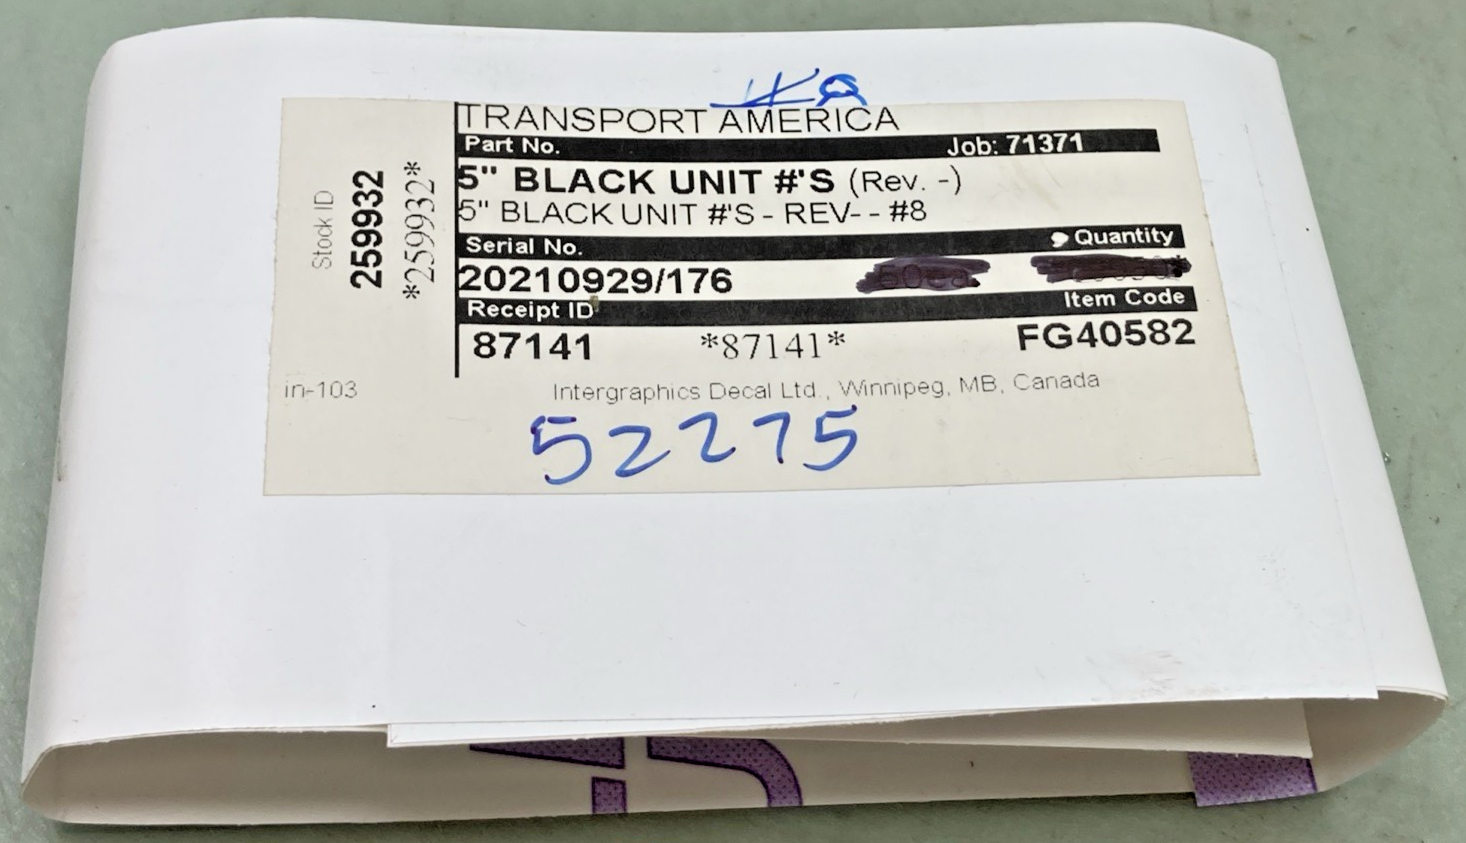 #8
TRANSPORT AMERICA
Part No. Job: 71371
5" BLACK UNIT #'S (Rev. -)
5" BLACK UNIT #'S - REV- - #8
Serial No. Quantity
20210929/176
Receipt ID Item Code
87141 *87141* FG40582
Stock ID
259932
*259932*
in-103 Intergraphics Decal Ltd., Winnipeg, MB, Canada
52275